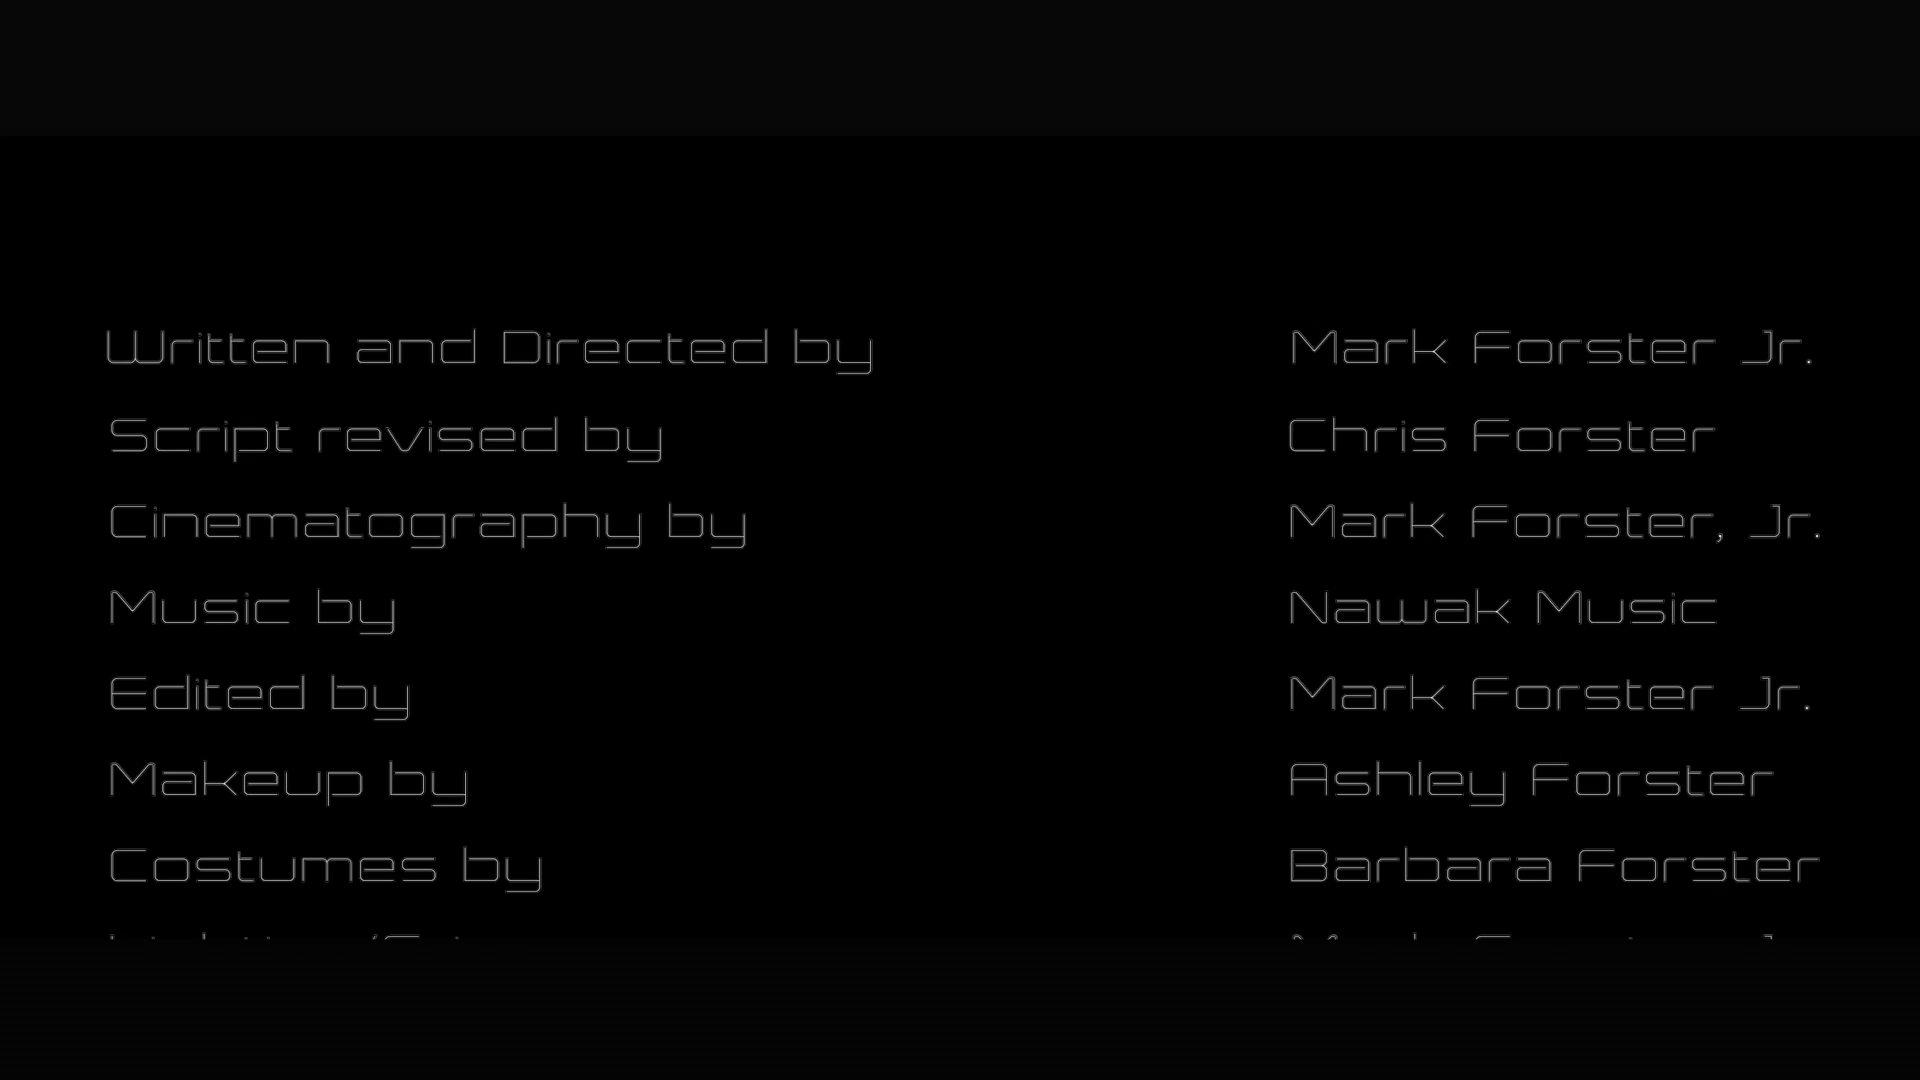 Written and Directed by Mark Forster Jr.
Script revised by Chris Forster
Cinematography by Mark Forster, Jr.
Music by Nawak Music
Edited by Mark Forster Jr.
Makeup by Ashley Forster
Costumes by Barbara Forster